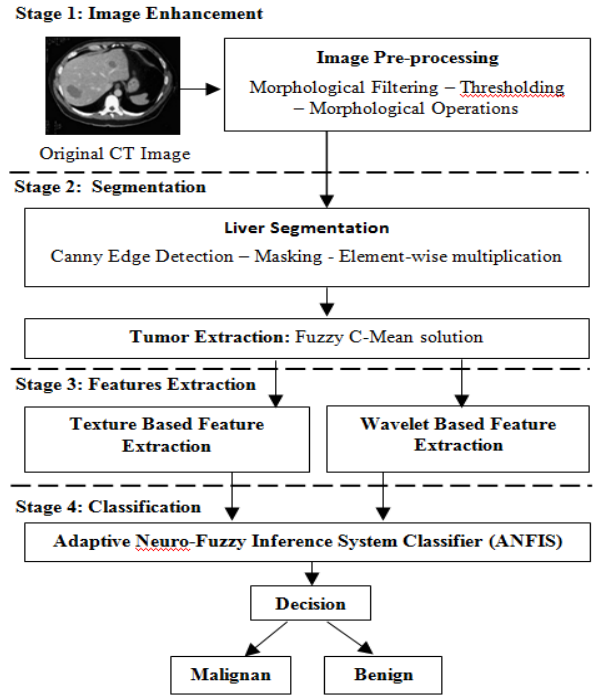 Stage 1: Image Enhancement
Image Pre-processing
Morphological Filtering – Thresholding
– Morphological Operations
Original CT Image
Stage 2: Segmentation
Liver Segmentation
Canny Edge Detection – Masking - Element-wise multiplication
Tumor Extraction: Fuzzy C-Mean solution
Stage 3: Features Extraction
Texture Based Feature
Extraction
Wavelet Based Feature
Extraction
Stage 4: Classification
Adaptive Neuro-Fuzzy Inference System Classifier (ANFIS)
Decision
Malignan
Benign